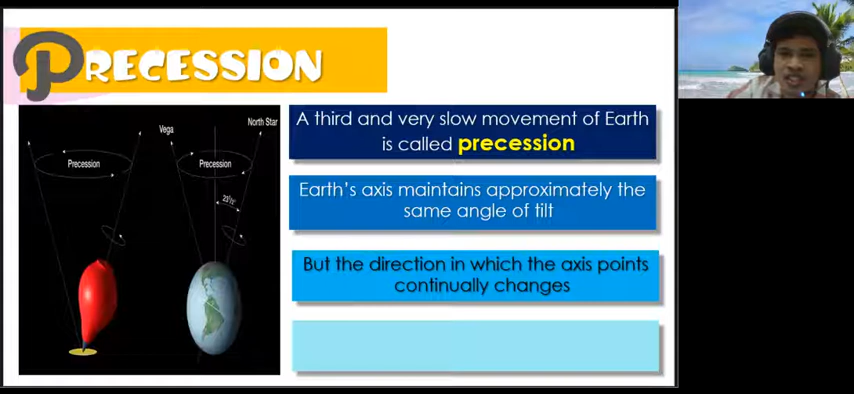 PRECESSION
Vega
North Star
Precession
Precession
23½°
A third and very slow movement of Earth
is called precession
Earth's axis maintains approximately the
same angle of tilt
But the direction in which the axis points
continually changes